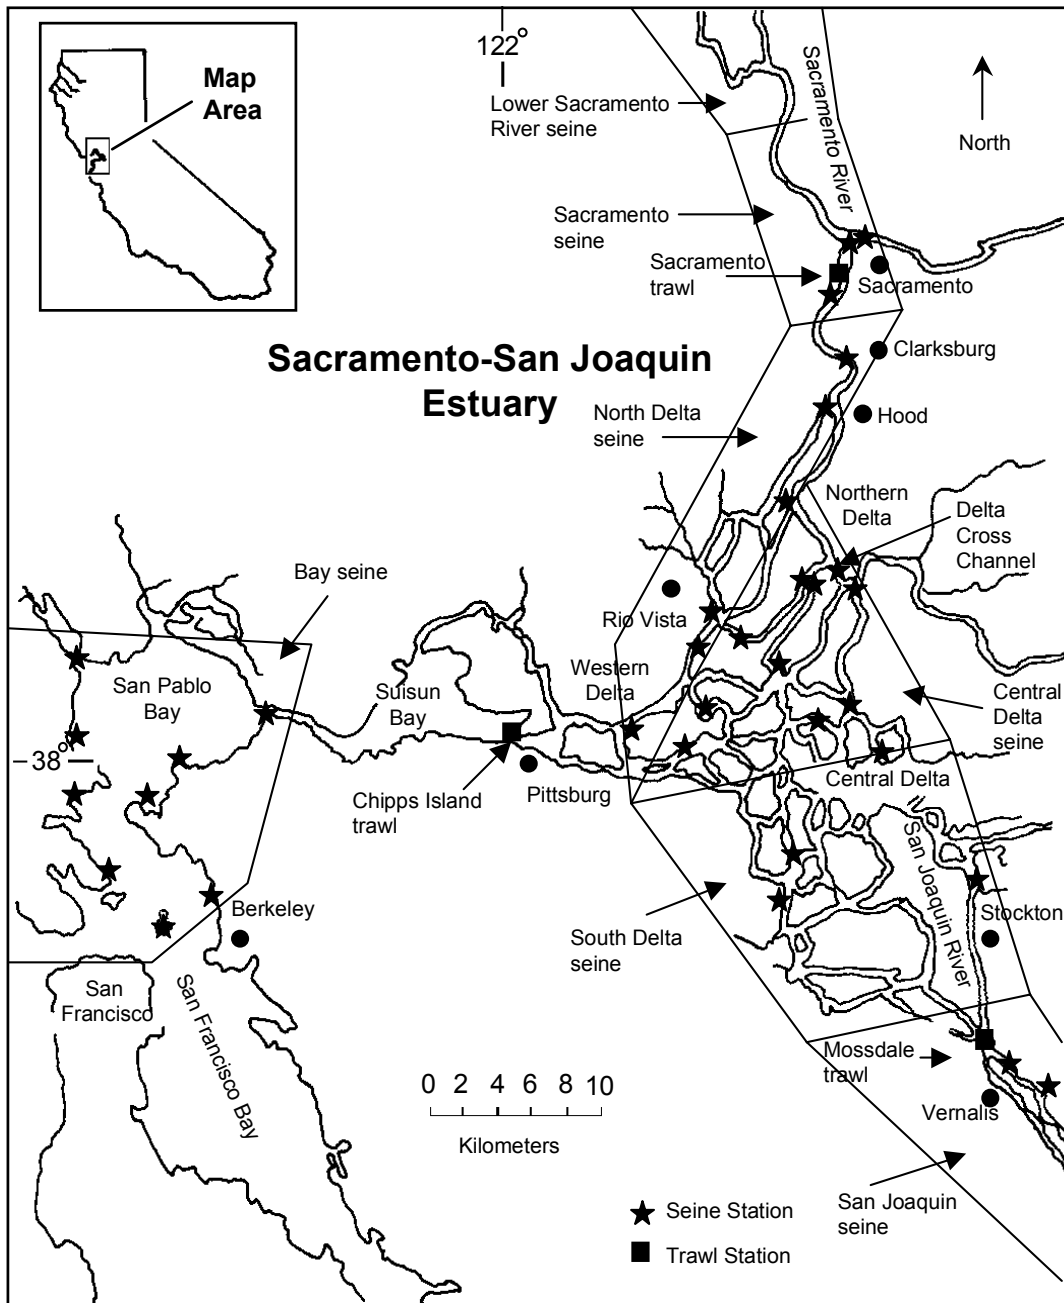 Map
Area
122°
Lower Sacramento
River seine
Sacramento River
North
Sacramento
seine
Sacramento
trawl
Sacramento
Sacramento-San Joaquin
Estuary
Clarksburg
North Delta
seine
Hood
Northern
Delta
Delta
Cross
Channel
Bay seine
Rio Vista
San Pablo
Bay
Suisun
Bay
Western
Delta
Central
Delta
seine
38°
Chipps Island
trawl
Pittsburg
Central Delta
San Joaquin River
Berkeley
South Delta
seine
Stockton
San
Francisco
San Francisco Bay
Mossdale
trawl
0 2 4 6 8 10
Kilometers
Vernalis
San Joaquin
seine
Seine Station
Trawl Station